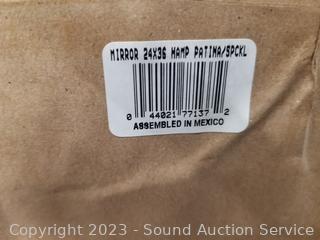 MIRROR 24X36 HAMP PATINA/SPCKL
0 44021 77137 2
ASSEMBLED IN MEXICO
Copyright 2023 - Sound Auction Service